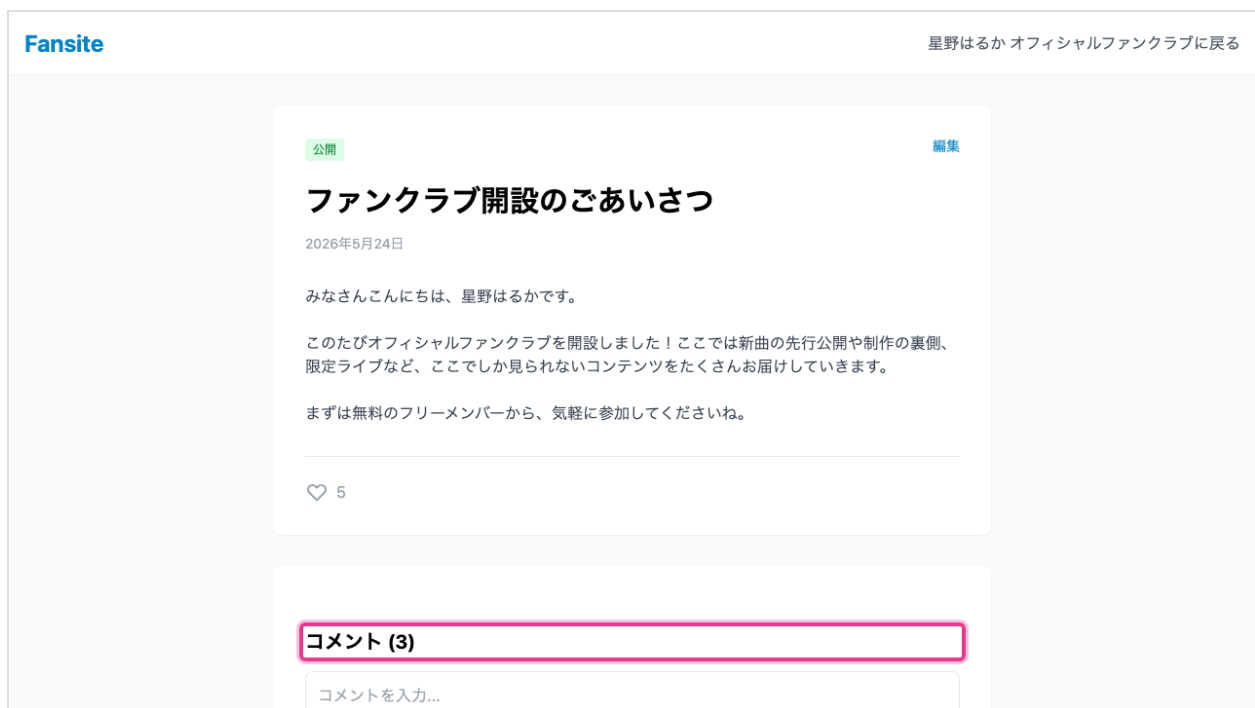 Fansite
星野はるか オフィシャルファンクラブに戻る
公開
編集
ファンクラブ開設のごあいさつ
2026年5月24日
みなさんこんにちは、星野はるかです。
このたびオフィシャルファンクラブを開設しました！ここでは新曲の先行公開や制作の裏側、
限定ライブなど、ここでしか見られないコンテンツをたくさんお届けしていきます。
まずは無料のフリーメンバーから、気軽に参加してくださいね。
5
コメント (3)
コメントを入力...